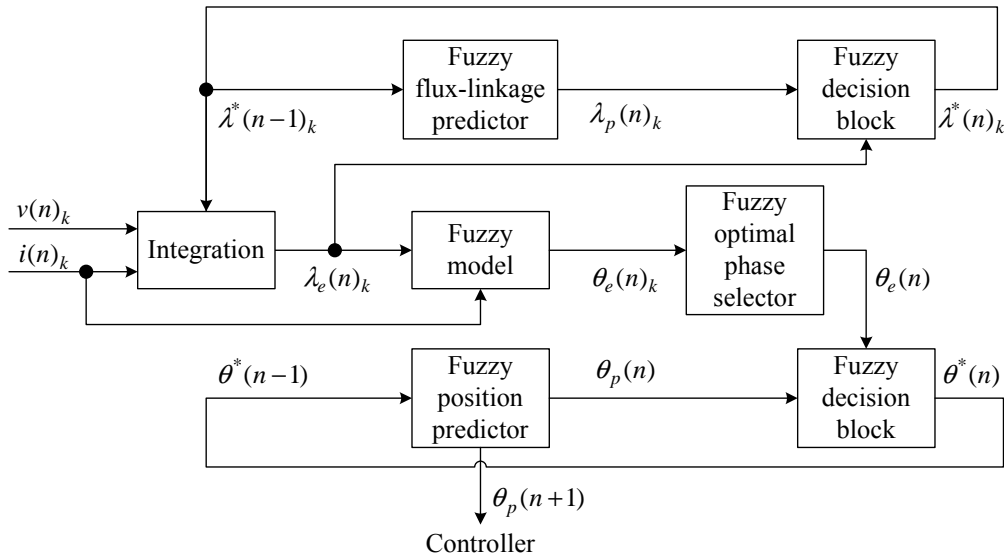 Fuzzy
flux-linkage
predictor
Fuzzy
decision
block
λ*(n−1)ₖ
λₚ(n)ₖ
λ*(n)ₖ
v(n)ₖ
i(n)ₖ
Integration
λₑ(n)ₖ
Fuzzy
model
θₑ(n)ₖ
Fuzzy
optimal
phase
selector
θₑ(n)
θ*(n−1)
Fuzzy
position
predictor
θₚ(n)
Fuzzy
decision
block
θ*(n)
θₚ(n+1)
Controller